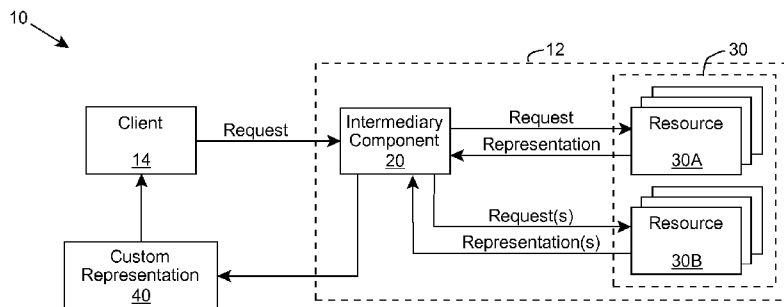 10
12
30
Client
14
Request
Intermediary
Component
20
Request
Representation
Resource
30A
Request(s)
Representation(s)
Resource
30B
Custom
Representation
40